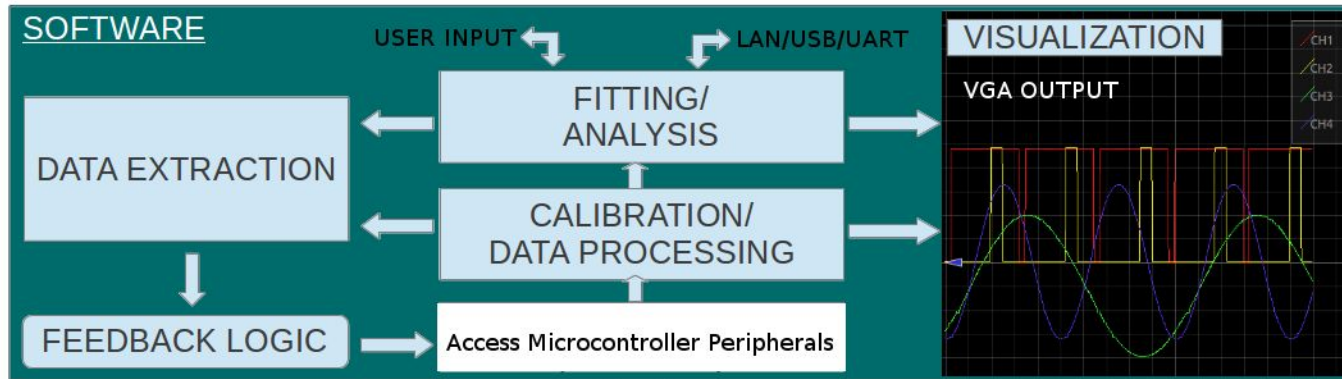 SOFTWARE
USER INPUT
LAN/USB/UART
VISUALIZATION
VGA OUTPUT
CH1
CH2
CH3
CH4
FITTING/
ANALYSIS
DATA EXTRACTION
CALIBRATION/
DATA PROCESSING
FEEDBACK LOGIC
Access Microcontroller Peripherals